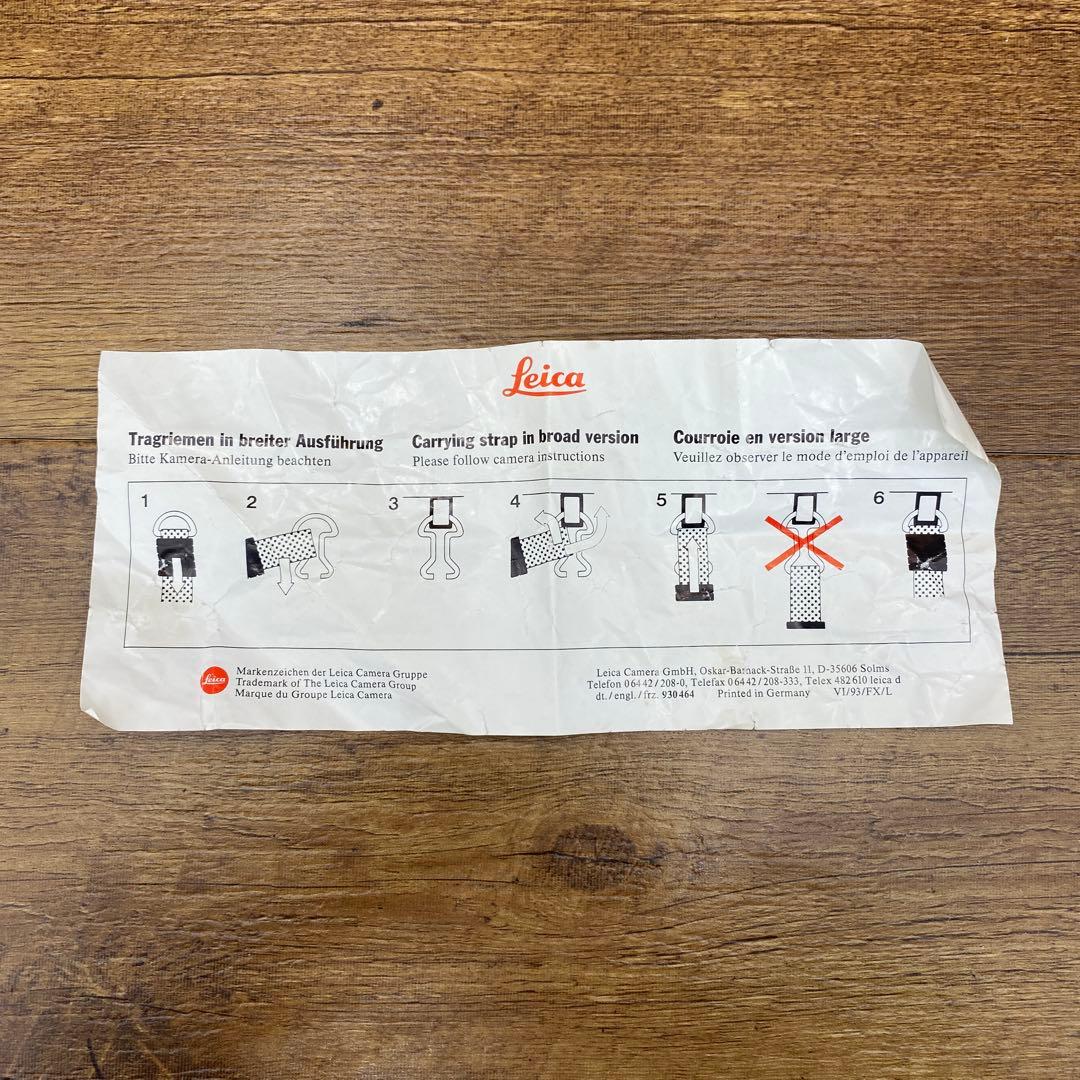 Leica
Tragriemen in breiter Ausführung
Bitte Kamera-Anleitung beachten
Carrying strap in broad version
Please follow camera instructions
Courroie en version large
Veuillez observer le mode d'emploi de l'appareil
1 2 3 4 5 6
Leica
Markenzeichen der Leica Camera Gruppe
Trademark of The Leica Camera Group
Marque du Groupe Leica Camera
Leica Camera GmbH, Oskar-Barnack-Straße 11, D-35606 Solms
Telefon 06442/208-0, Telefax 06442/208-333, Telex 482610 leica d
dt./engl./frz. 930464 Printed in Germany VI/93/FX/L